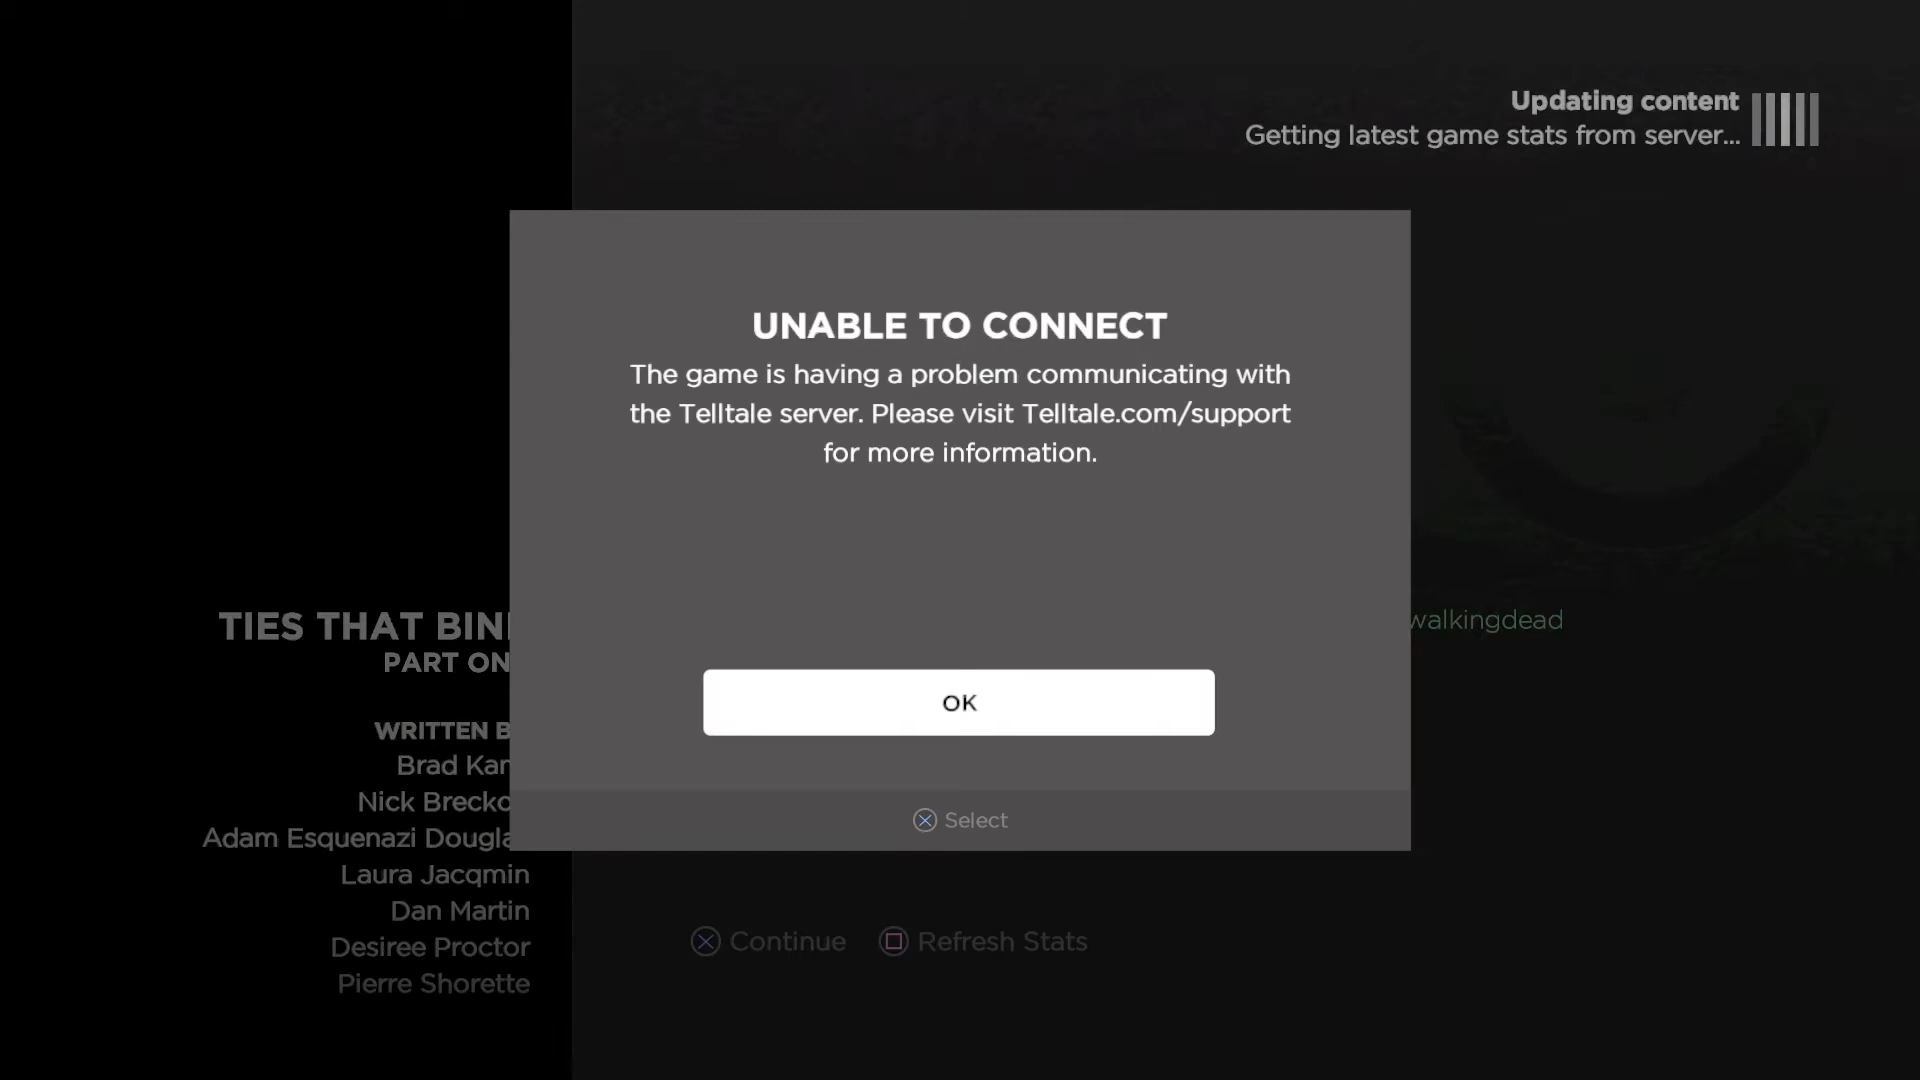 Updating content
Getting latest game stats from server...
UNABLE TO CONNECT
The game is having a problem communicating with
the Telltale server. Please visit Telltale.com/support
for more information.
OK
Select
TIES THAT BIN
PART ON
walkingdead
WRITTEN B
Brad Kan
Nick Brecko
Adam Esquenazi Dougla
Laura Jacqmin
Dan Martin
Desiree Proctor
Pierre Shorette
Continue
Refresh Stats